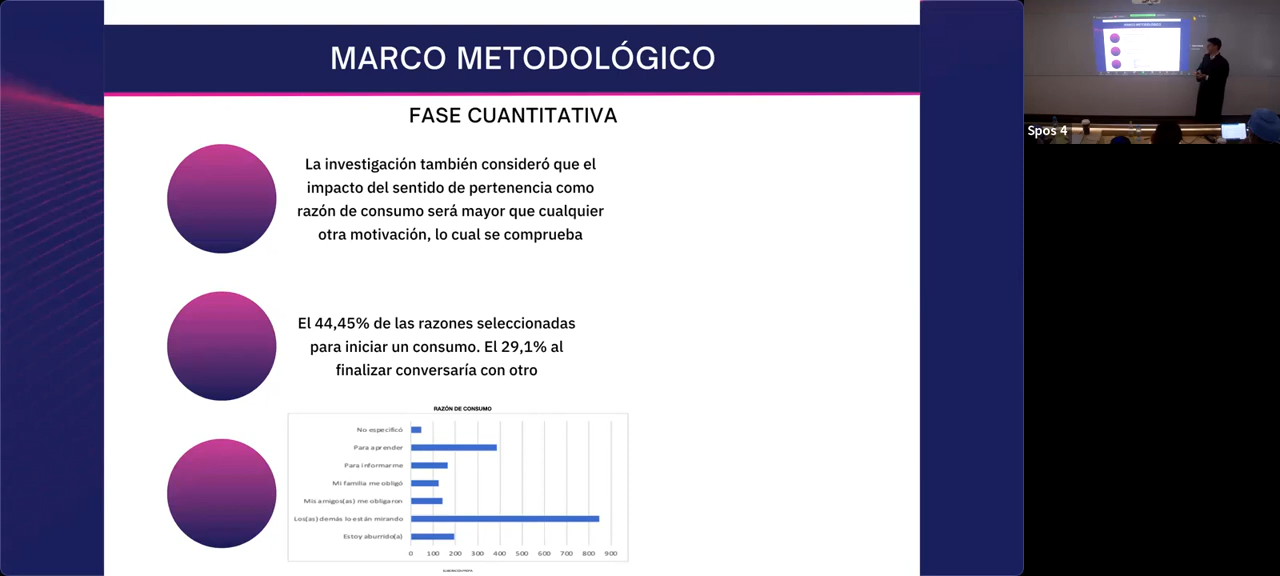 MARCO METODOLÓGICO
FASE CUANTITATIVA
La investigación también consideró que el
impacto del sentido de pertenencia como
razón de consumo será mayor que cualquier
otra motivación, lo cual se comprueba
El 44,45% de las razones seleccionadas
para iniciar un consumo. El 29,1% al
finalizar conversaría con otro
RAZÓN DE CONSUMO
No especificó
Para aprender
Para informarme
Mi familia me obligó
Mis amigos(as) me obligaron
Los(as) demás lo están mirando
Estoy aburrido(a)
0 100 200 300 400 500 600 700 800 900
Spos 4
MARCO METODOLÓGICO